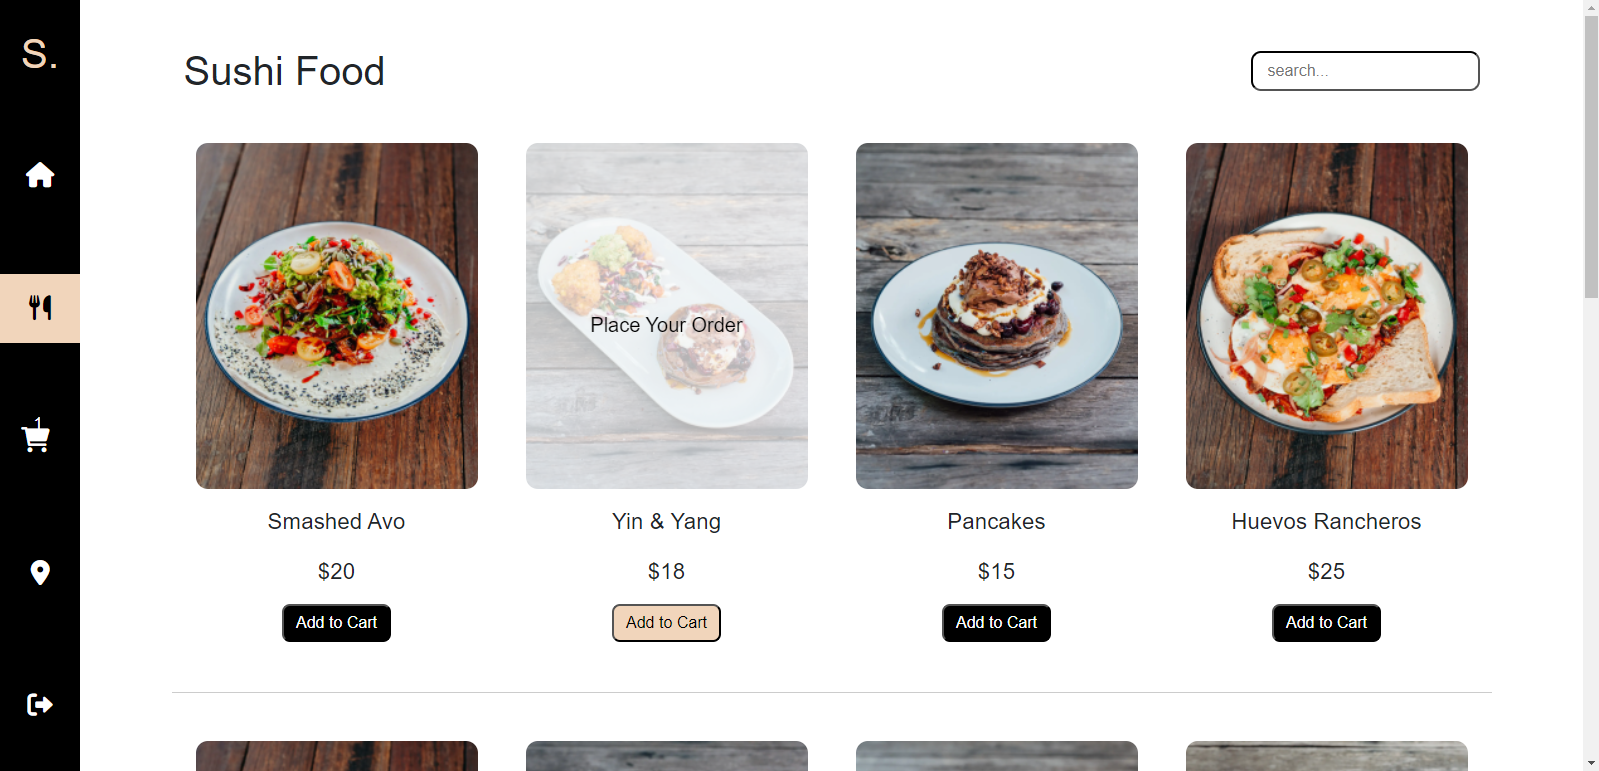 S.
Sushi Food
search...
Place Your Order
Smashed Avo
Yin & Yang
Pancakes
Huevos Rancheros
$20
$18
$15
$25
Add to Cart
Add to Cart
Add to Cart
Add to Cart
1